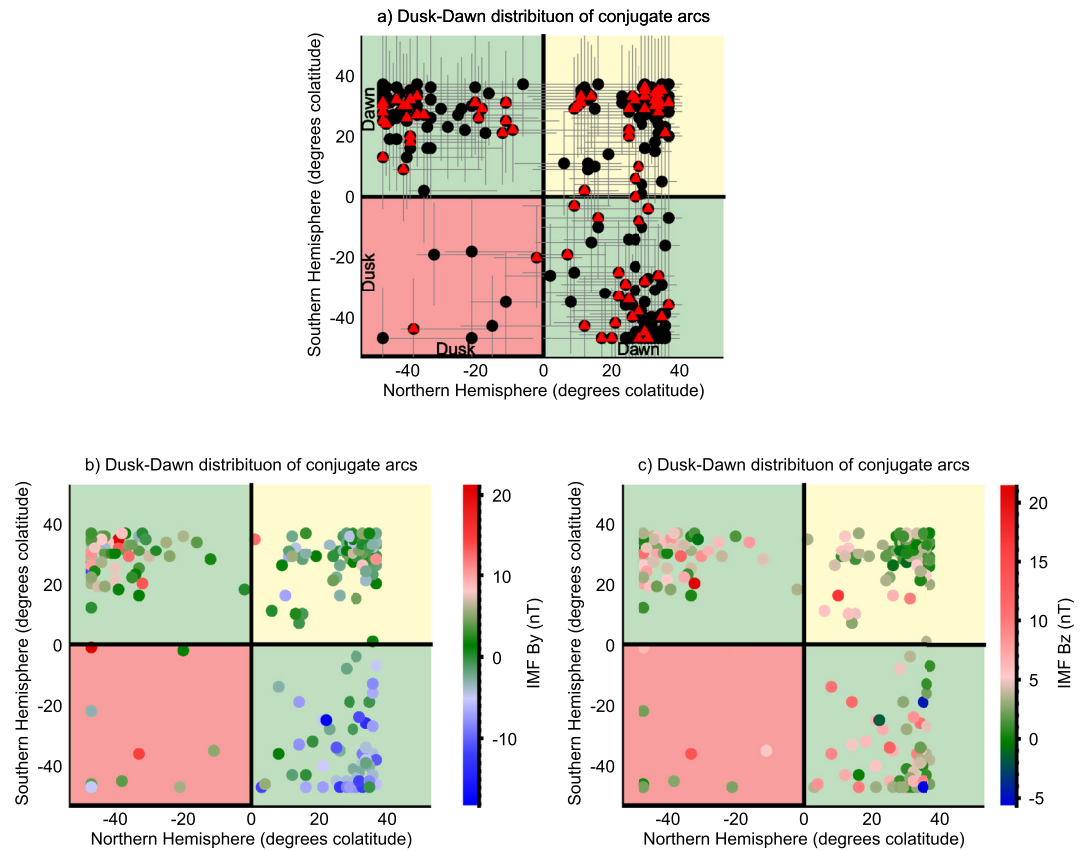 a) Dusk-Dawn distribituon of conjugate arcs
Southern Hemisphere (degrees colatitude)
Dawn
Dusk
40
20
0
-20
-40
Dusk
Dawn
-40
-20
0
20
40
Northern Hemisphere (degrees colatitude)
b) Dusk-Dawn distribituon of conjugate arcs
Southern Hemisphere (degrees colatitude)
40
20
0
-20
-40
-40
-20
0
20
40
Northern Hemisphere (degrees colatitude)
20
10
0
-10
IMF By (nT)
c) Dusk-Dawn distribituon of conjugate arcs
Southern Hemisphere (degrees colatitude)
40
20
0
-20
-40
-40
-20
0
20
40
Northern Hemisphere (degrees colatitude)
20
15
10
5
0
-5
IMF Bz (nT)